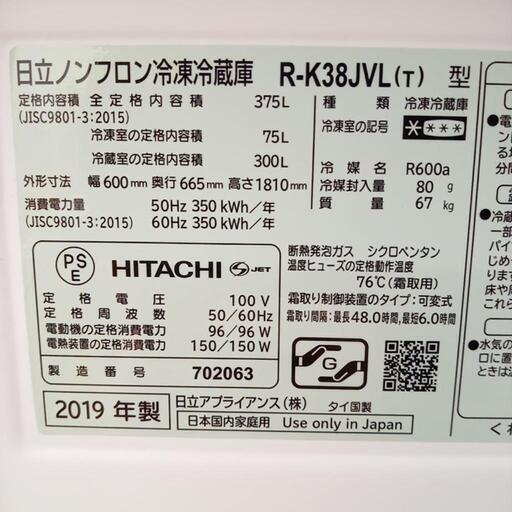 日立ノンフロン冷凍冷蔵庫 R-K38JVL(T) 型
定格内容積 全定格内容積 375L
(JISC9801-3:2015)
冷凍室の定格内容積 75L
冷蔵室の定格内容積 300L
外形寸法 幅600mm 奥行665mm 高さ1810mm
消費電力量 50Hz 350kWh/年
(JISC9801-3:2015) 60Hz 350kWh/年
種類 冷凍冷蔵庫
冷凍室の記号 ****
冷媒名 R600a
冷媒封入量 80g
質量 67kg
PSE HITACHI S JET
定格電圧 100V
定格周波数 50/60Hz
電動機の定格消費電力 96/96W
電熱装置の定格消費電力 150/150W
製造番号 702063
断熱発泡ガス シクロペンタン
温度ヒューズの定格動作温度
76℃(霜取用)
霜取り制御装置のタイプ:可変式
霜取り間隔:最長48.0時間,最短6.0時間
G
2019年製
日立アプライアンス(株) タイ国製
日本国内家庭用 Use only in Japan